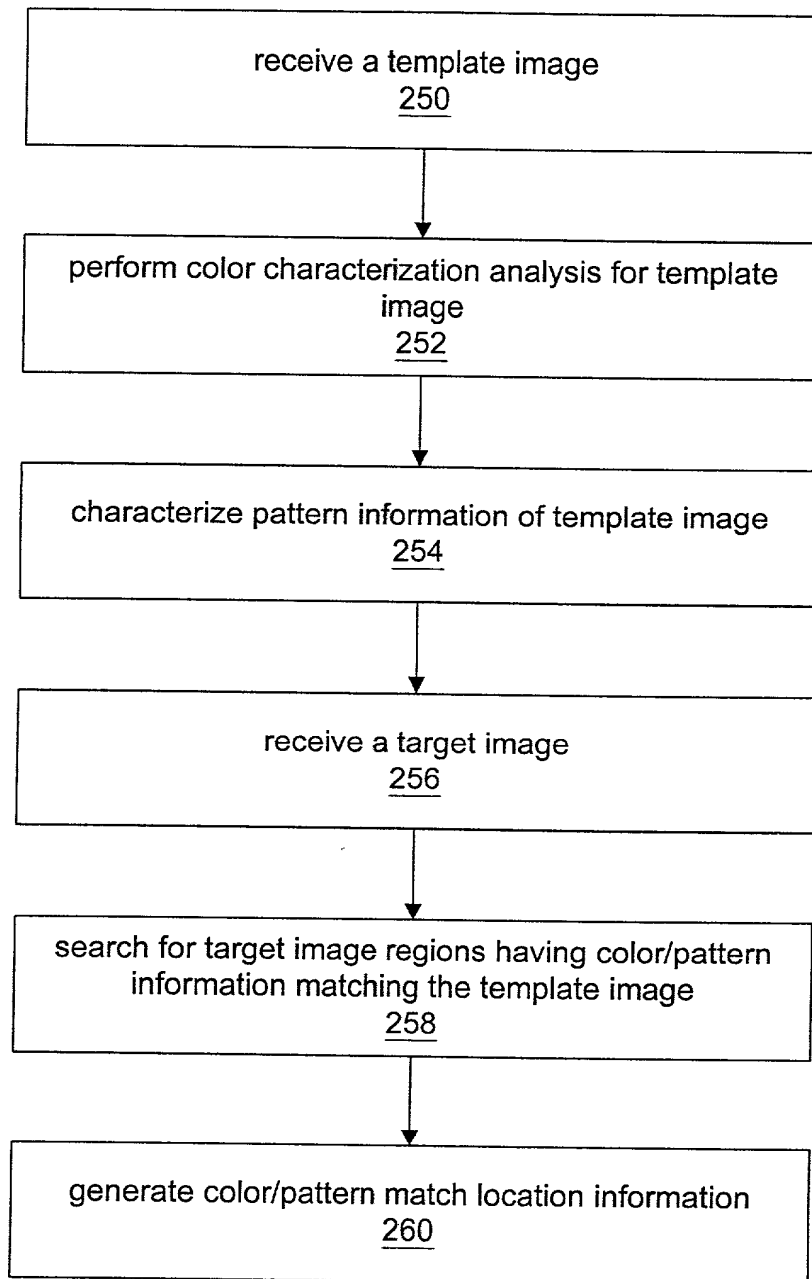 receive a template image
250
perform color characterization analysis for template
image
252
characterize pattern information of template image
254
receive a target image
256
search for target image regions having color/pattern
information matching the template image
258
generate color/pattern match location information
260